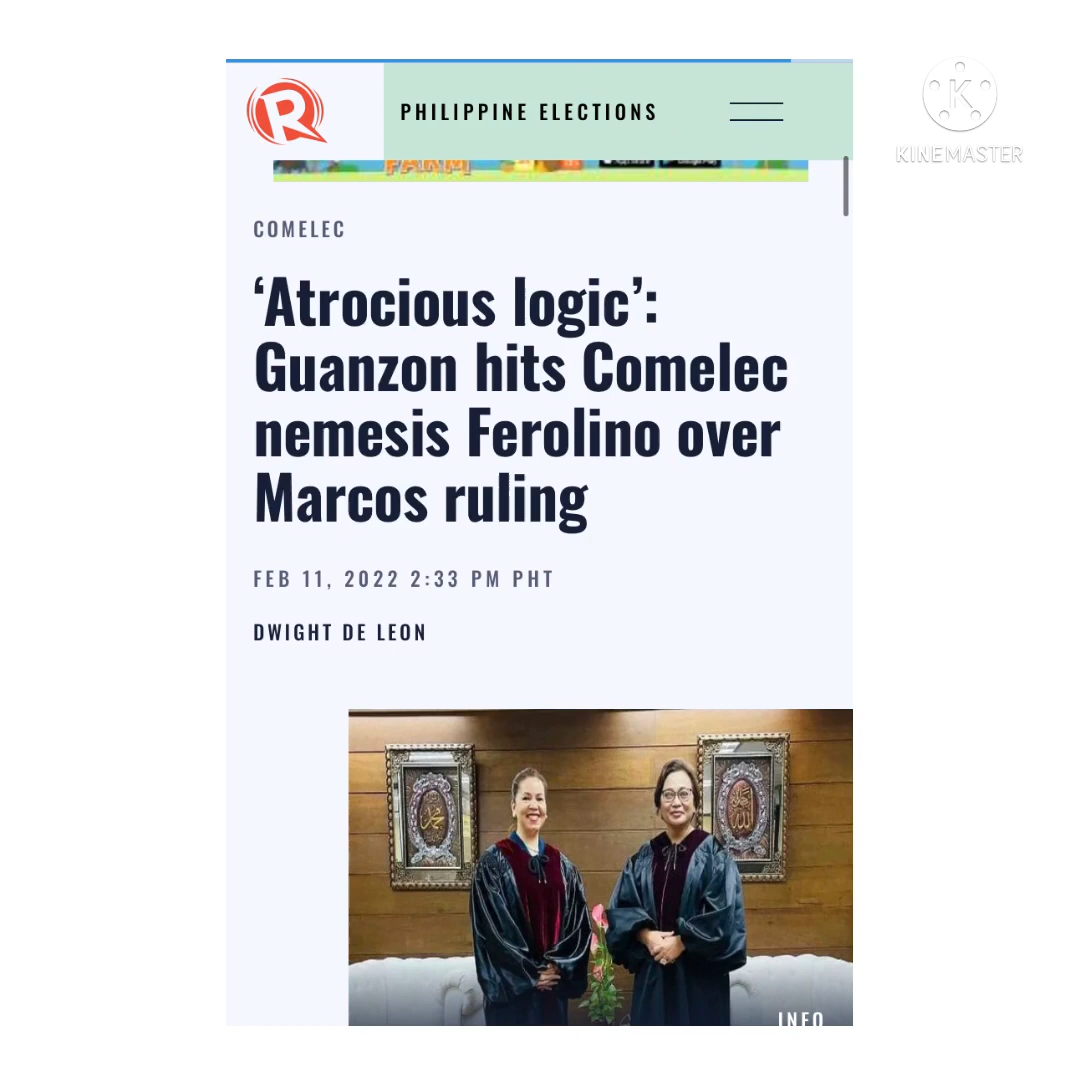 R
PHILIPPINE ELECTIONS
K
KINEMASTER
FARM
COMELEC
‘Atrocious logic’:
Guanzon hits Comelec
nemesis Ferolino over
Marcos ruling
FEB 11, 2022 2:33 PM PHT
DWIGHT DE LEON
INFO